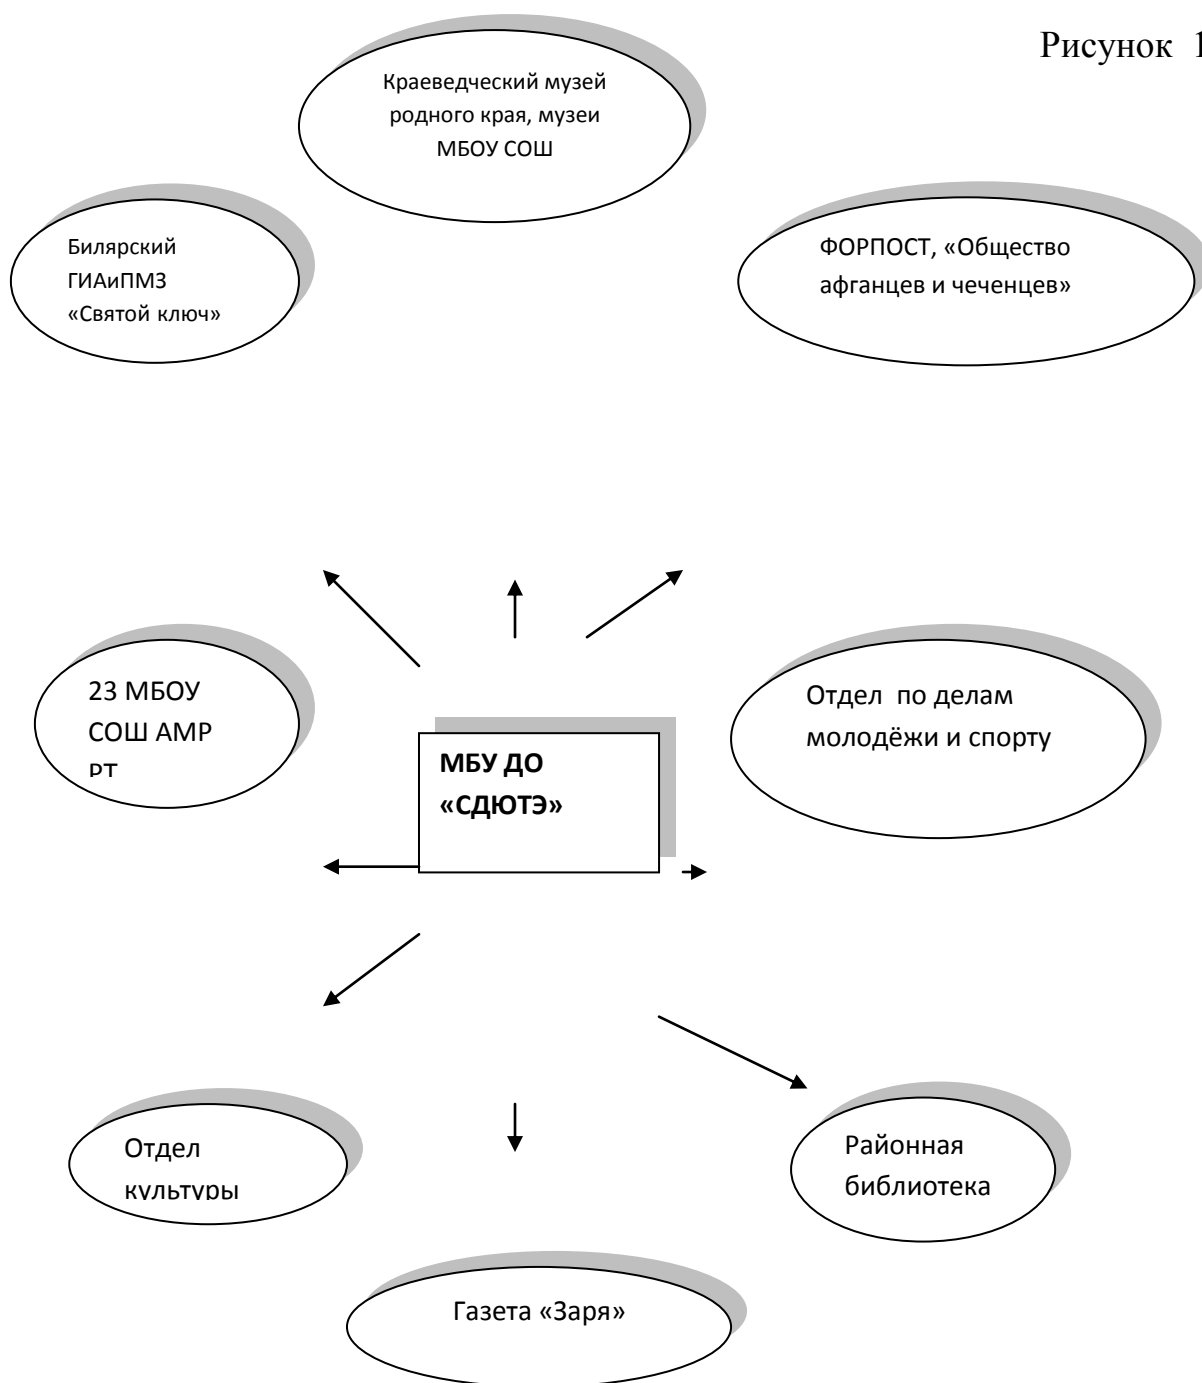 Рисунок 1
Краеведческий музей
родного края, музеи
МБОУ СОШ
Билярский
ГИАиПМЗ
«Святой ключ»
ФОРПОСТ, «Общество
афганцев и чеченцев»
23 МБОУ
СОШ АМР
РТ
МБУ ДО
«СДЮТЭ»
Отдел по делам
молодёжи и спорту
Отдел
культуры
Районная
библиотека
Газета «Заря»